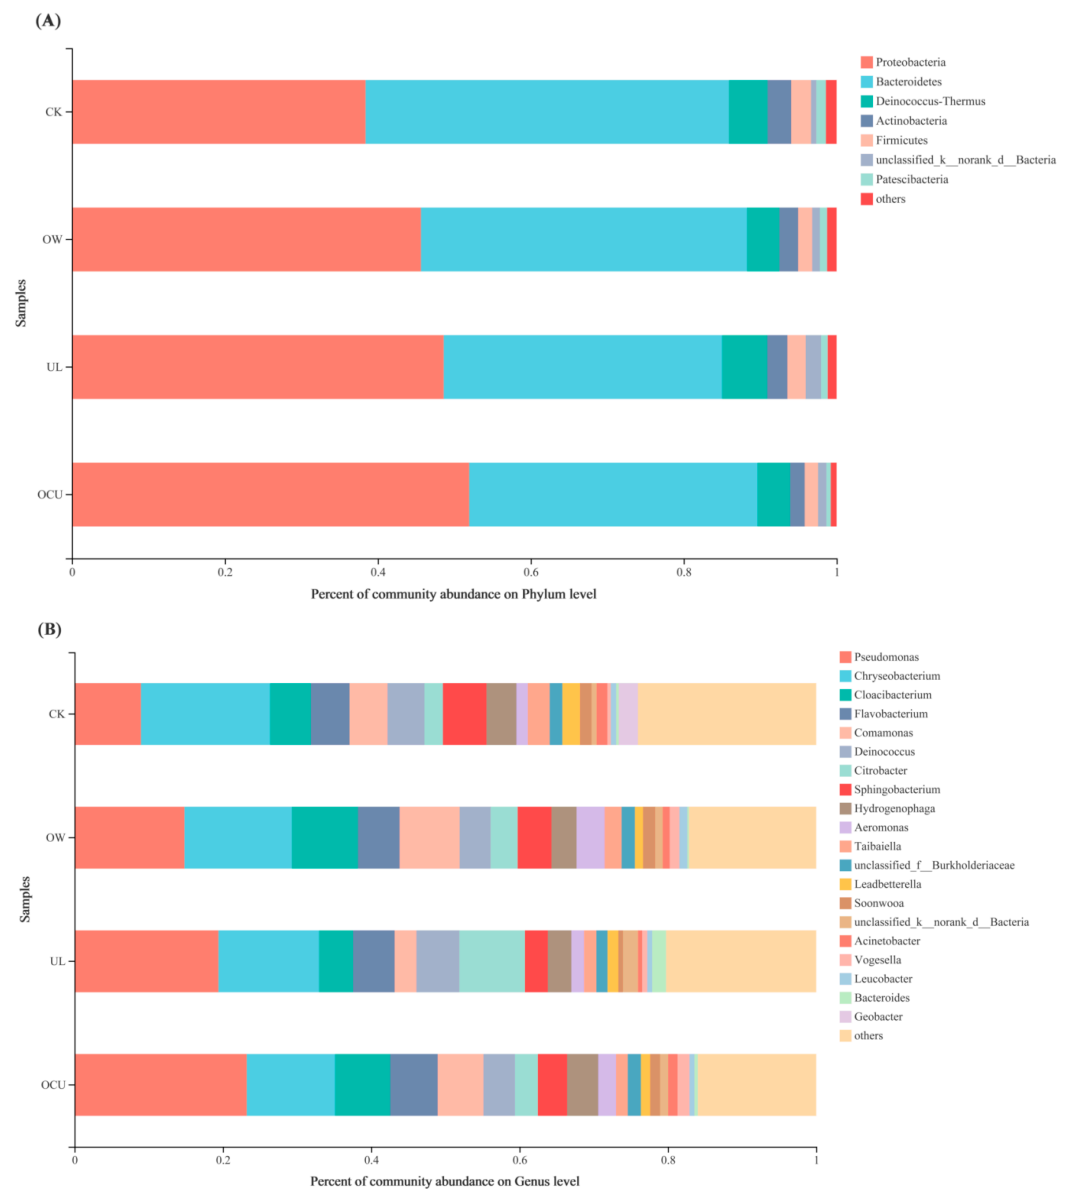 (A)
CK
OW
UL
OCU
Samples
0 0.2 0.4 0.6 0.8 1
Percent of community abundance on Phylum level
Proteobacteria
Bacteroidetes
Deinococcus-Thermus
Actinobacteria
Firmicutes
unclassified_k__norank_d__Bacteria
Patescibacteria
others
(B)
CK
OW
UL
OCU
Samples
0 0.2 0.4 0.6 0.8 1
Percent of community abundance on Genus level
Pseudomonas
Chryseobacterium
Cloacibacterium
Flavobacterium
Comamonas
Deinococcus
Citrobacter
Sphingobacterium
Hydrogenophaga
Aeromonas
Taibaiella
unclassified_f__Burkholderiaceae
Leadbetterella
Soonwooa
unclassified_k__norank_d__Bacteria
Acinetobacter
Vogesella
Leucobacter
Bacteroides
Geobacter
others